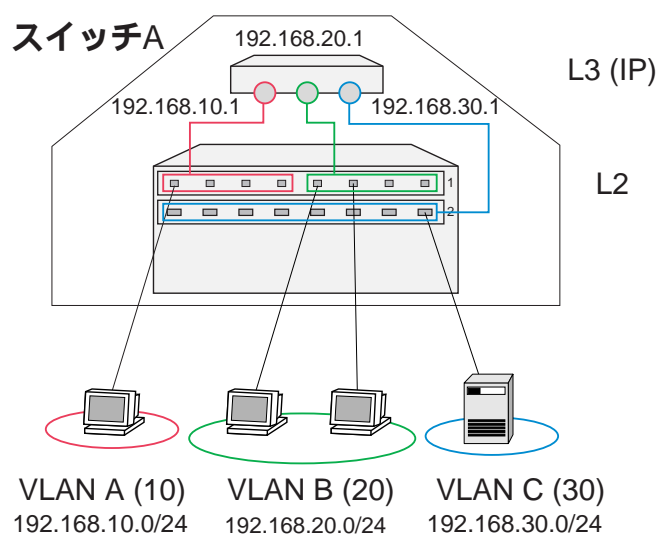 スイッチA
192.168.20.1
L3 (IP)
192.168.10.1
192.168.30.1
1
L2
2
VLAN A (10)
192.168.10.0/24
VLAN B (20)
192.168.20.0/24
VLAN C (30)
192.168.30.0/24